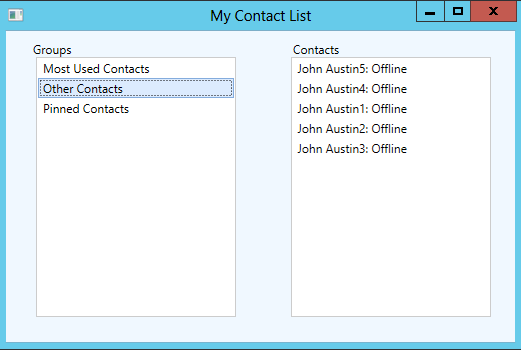 My Contact List
Groups
Most Used Contacts
Other Contacts
Pinned Contacts
Contacts
John Austin5: Offline
John Austin4: Offline
John Austin1: Offline
John Austin2: Offline
John Austin3: Offline